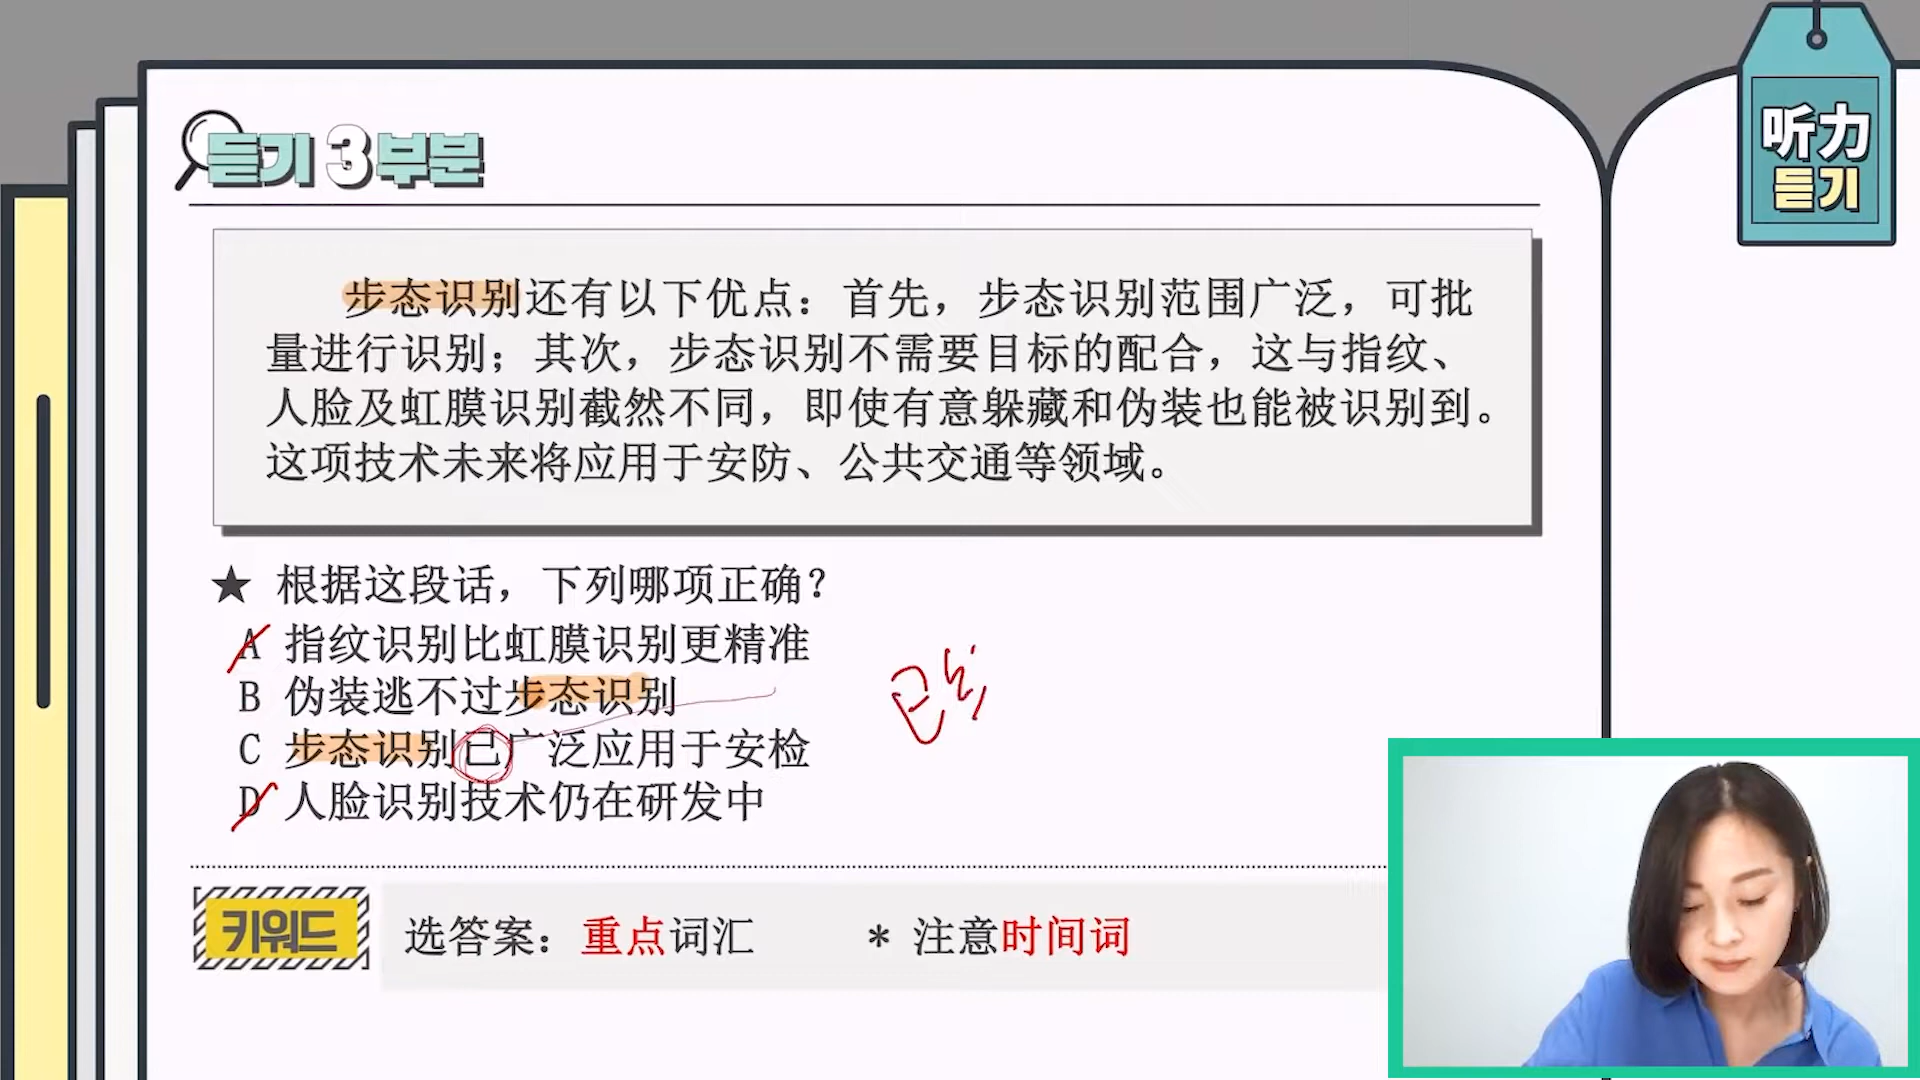 듣기 3 부분
听力
듣기
步态识别还有以下优点：首先，步态识别范围广泛，可批
量进行识别；其次，步态识别不需要目标的配合，这与指纹、
人脸及虹膜识别截然不同，即使有意躲藏和伪装也能被识别到。
这项技术未来将应用于安防、公共交通等领域。
★ 根据这段话，下列哪项正确？
A 指纹识别比虹膜识别更精准
B 伪装逃不过步态识别
C 步态识别已广泛应用于安检
D 人脸识别技术仍在研发中
已经
키워드
选答案：重点词汇 * 注意时间词